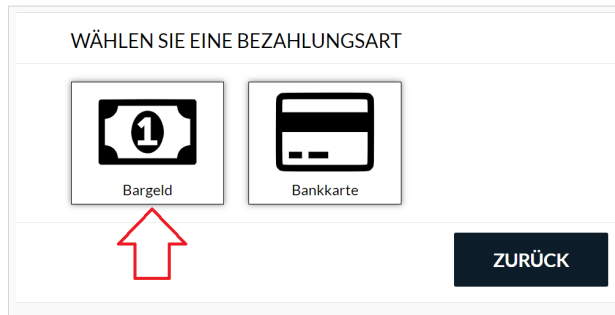 WÄHLEN SIE EINE BEZAHLUNGSART
1
Bargeld
Bankkarte
ZURÜCK